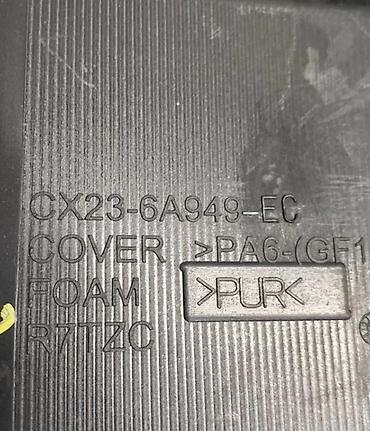 CX23-6A949-EC
COVER >PA6-(GF1
FOAM >PUR<
R7TZC